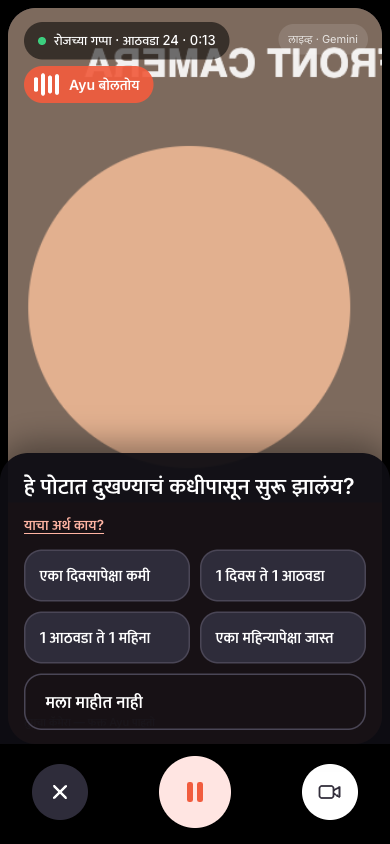 रोजच्या गप्पा · आठवडा 24 · 0:13
लाइव्ह · Gemini
FRONT CAMERA
Ayu बोलतोय
हे पोटात दुखण्याचं कधीपासून सुरू झालंय?
याचा अर्थ काय?
एका दिवसापेक्षा कमी
1 दिवस ते 1 आठवडा
1 आठवडा ते 1 महिना
एका महिन्यापेक्षा जास्त
मला माहीत नाही